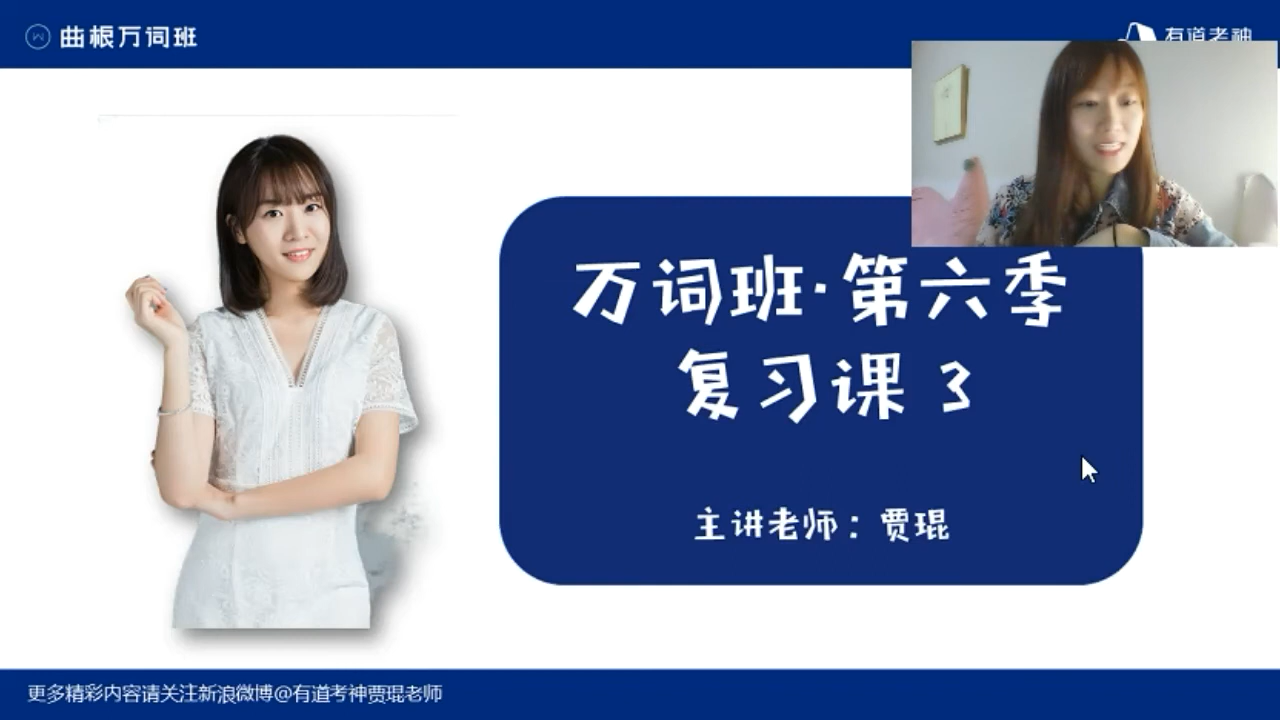 曲根万词班
有道考神
万词班·第六季
复习课 3
主讲老师：贾琨
更多精彩内容请关注新浪微博@有道考神贾琨老师